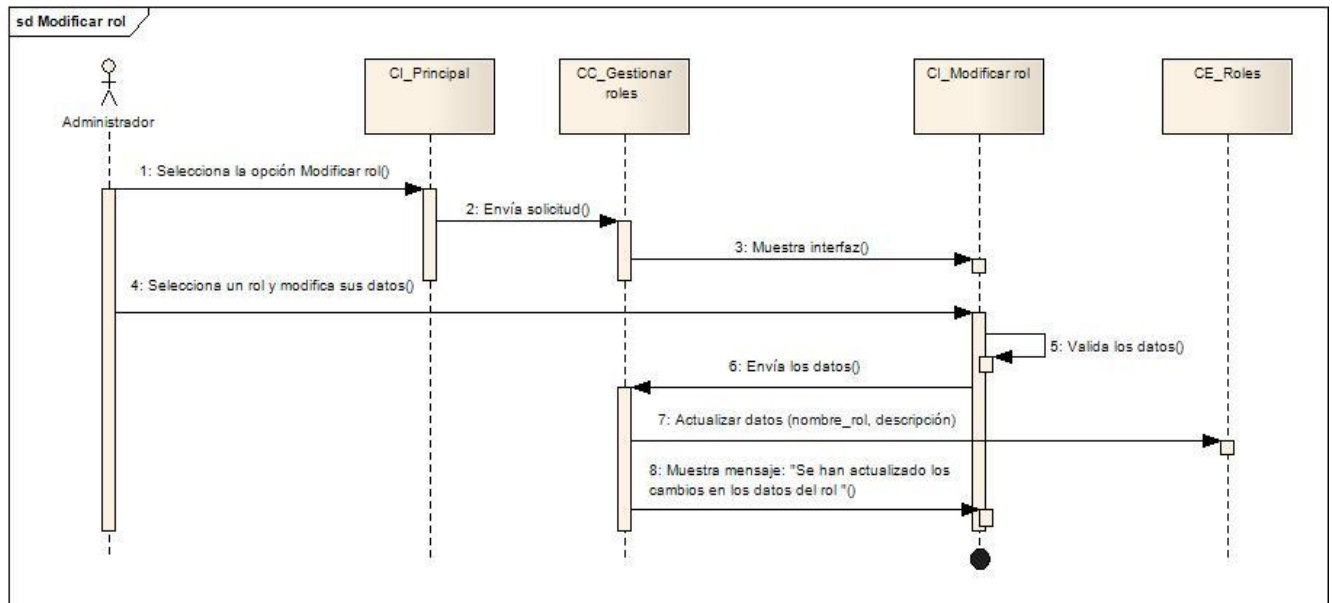 sd Modificar rol
Administrador
CI_Principal
CC_Gestionar
roles
CI_Modificar rol
CE_Roles
1: Selecciona la opción Modificar rol()
2: Envía solicitud()
3: Muestra interfaz()
4: Selecciona un rol y modifica sus datos()
5: Valida los datos()
6: Envía los datos()
7: Actualizar datos (nombre_rol, descripción)
8: Muestra mensaje: "Se han actualizado los
cambios en los datos del rol "()